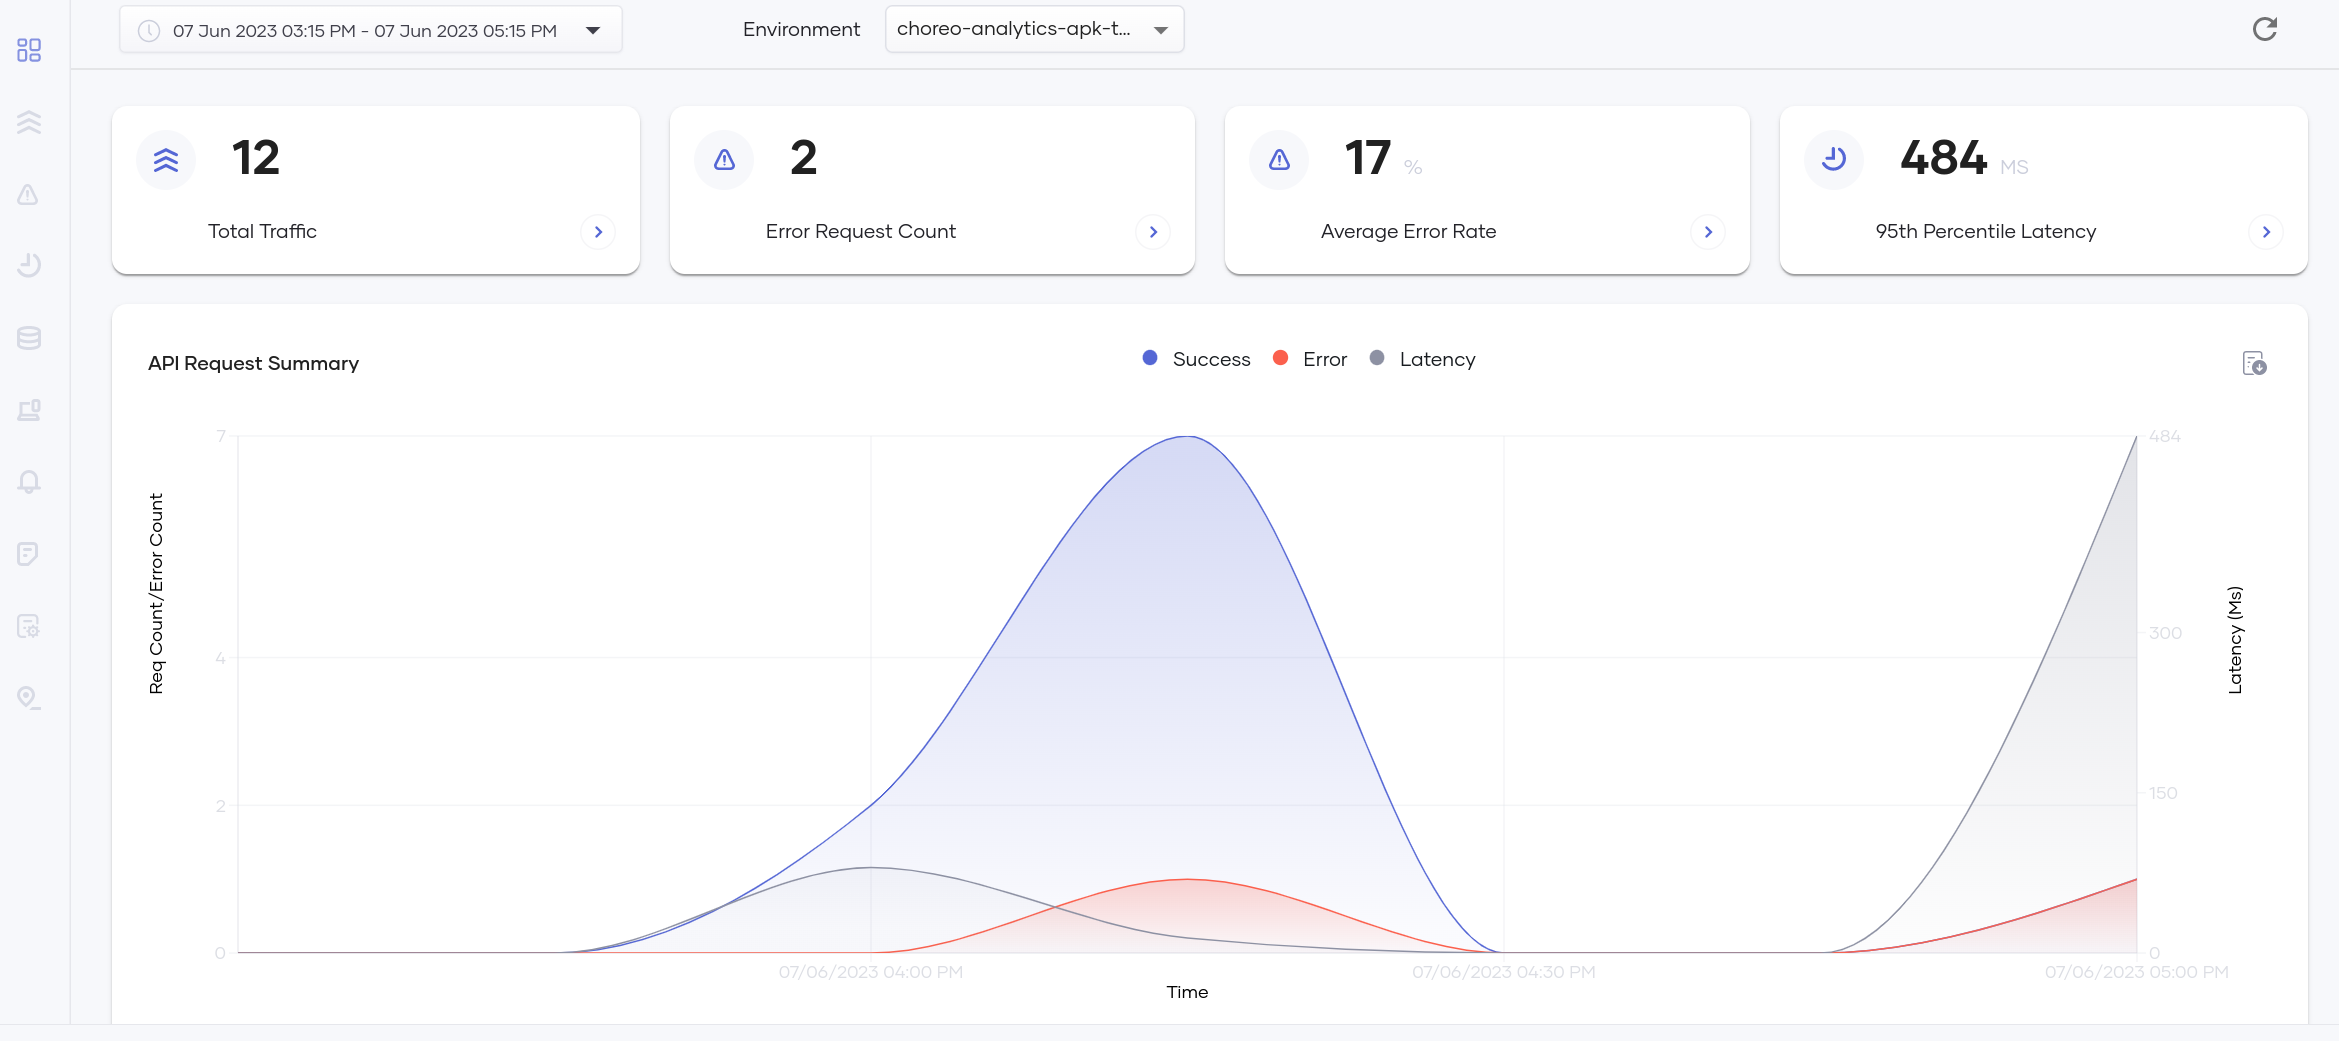 07 Jun 2023 03:15 PM - 07 Jun 2023 05:15 PM
Environment
choreo-analytics-apk-t...
12
Total Traffic
2
Error Request Count
17 %
Average Error Rate
484 MS
95th Percentile Latency
API Request Summary
Success
Error
Latency
7
4
2
0
Req Count/Error Count
484
300
150
0
Latency (Ms)
07/06/2023 04:00 PM
07/06/2023 04:30 PM
07/06/2023 05:00 PM
Time